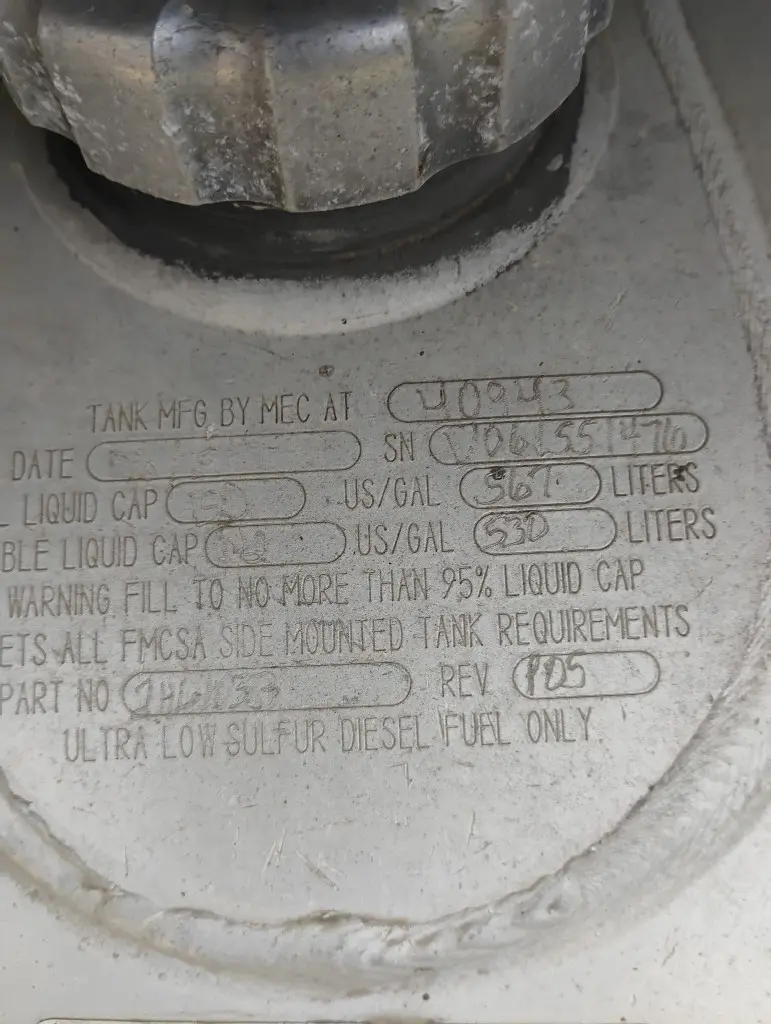 TANK MFG BY MEC AT 40943
DATE SN
L LIQUID CAP US/GAL 567 LITERS
BLE LIQUID CAP US/GAL 530 LITERS
WARNING FILL TO NO MORE THAN 95% LIQUID CAP
ETS ALL FMCSA SIDE MOUNTED TANK REQUIREMENTS
PART NO REV PDS
ULTRA LOW SULFUR DIESEL FUEL ONLY